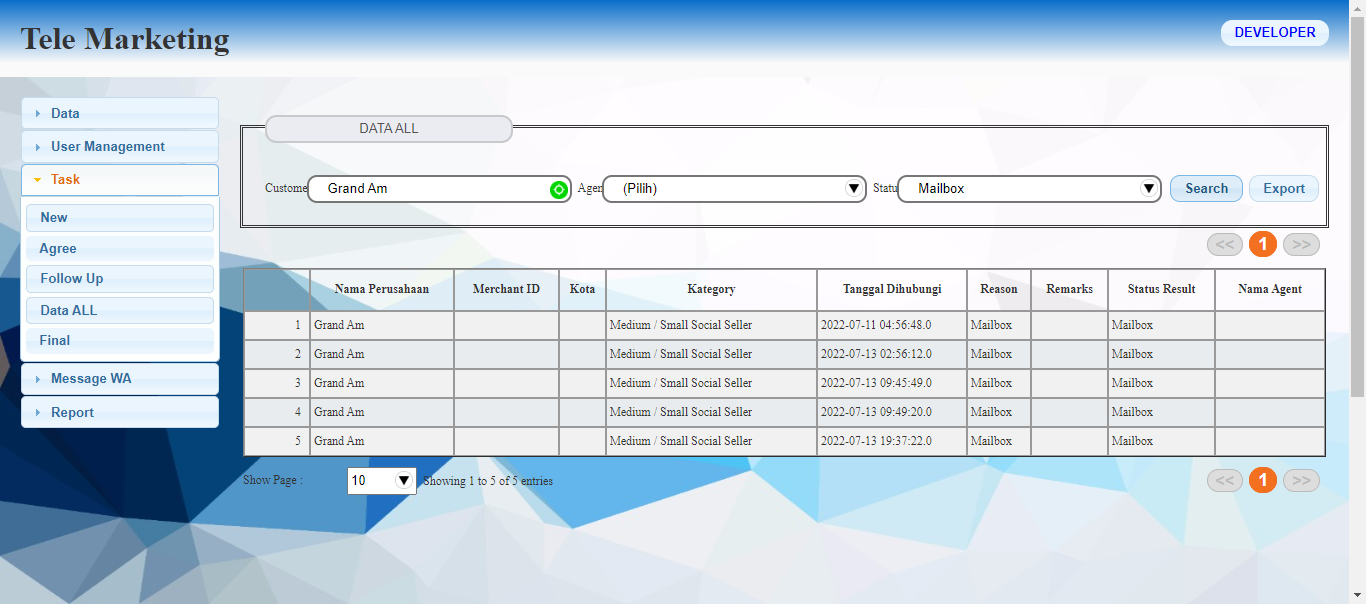 Tele Marketing
DEVELOPER
Data
User Management
Task
New
Agree
Follow Up
Data ALL
Final
Message WA
Report
DATA ALL
Custome Grand Am Agen (Pilih) Statu Mailbox Search Export
<< 1 >>
Nama Perusahaan Merchant ID Kota Kategory Tanggal Dihubungi Reason Remarks Status Result Nama Agent
1 Grand Am Medium / Small Social Seller 2022-07-11 04:56:48.0 Mailbox Mailbox
2 Grand Am Medium / Small Social Seller 2022-07-13 02:56:12.0 Mailbox Mailbox
3 Grand Am Medium / Small Social Seller 2022-07-13 09:45:49.0 Mailbox Mailbox
4 Grand Am Medium / Small Social Seller 2022-07-13 09:49:20.0 Mailbox Mailbox
5 Grand Am Medium / Small Social Seller 2022-07-13 19:37:22.0 Mailbox Mailbox
Show Page : 10 Showing 1 to 5 of 5 entries << 1 >>